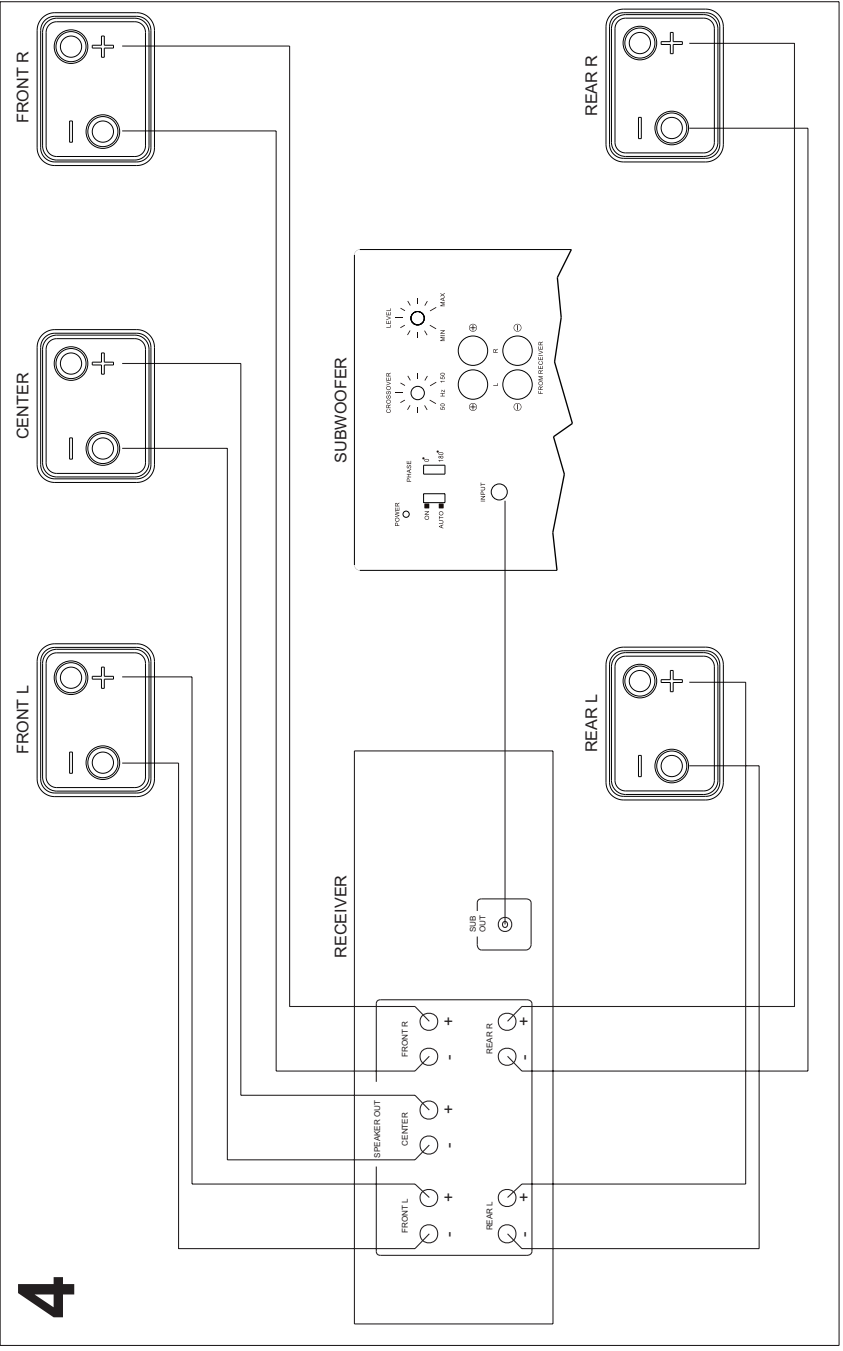 4
FRONT L
CENTER
FRONT R
RECEIVER
SUBWOOFER
SPEAKER OUT
FRONT L
CENTER
FRONT R
- +
- +
- +
REAR L
REAR R
- +
- +
SUB
OUT
POWER
ON
AUTO
PHASE
0°
180°
CROSSOVER
50 Hz 150
LEVEL
MIN MAX
INPUT
⊕ ⊕
L R
⊖ ⊖
FROM RECEIVER
REAR L
REAR R
− +
− +
− +
− +
− +